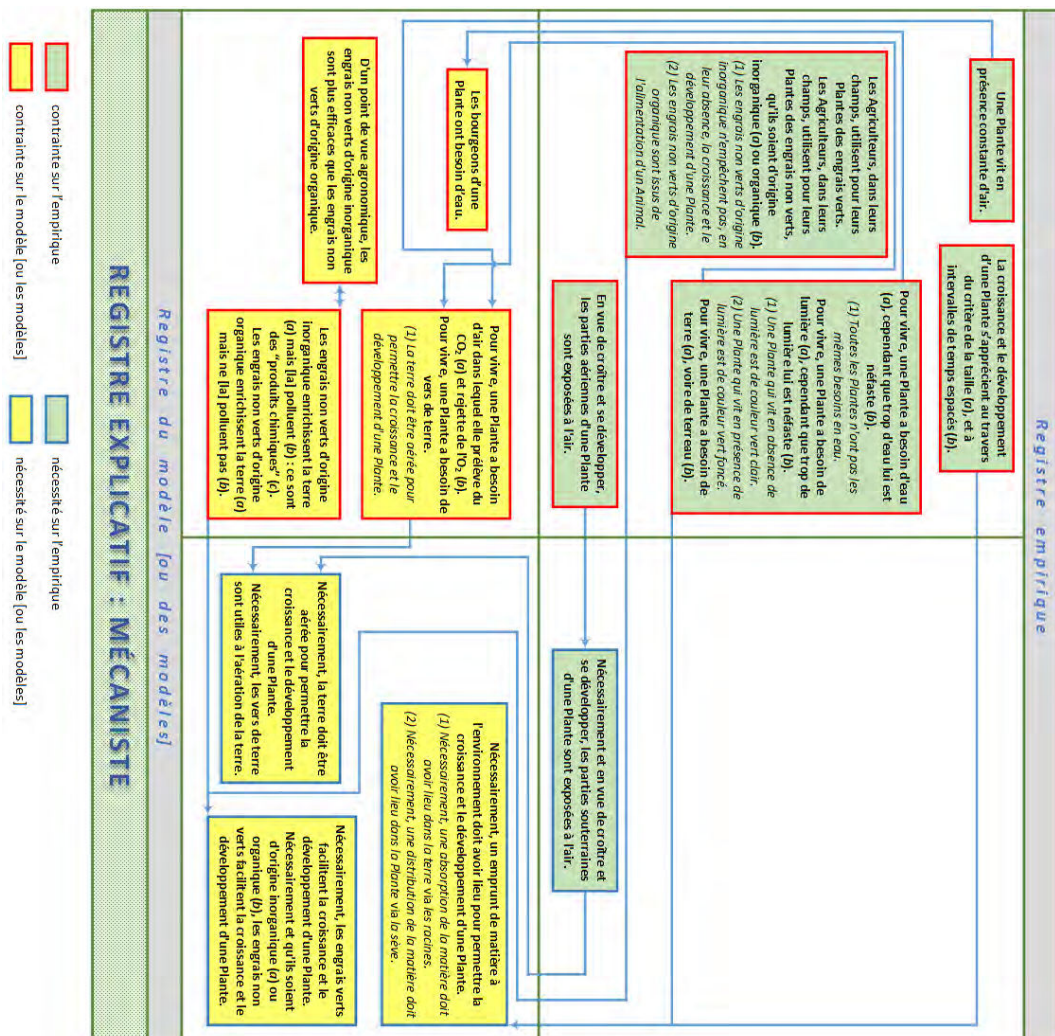 Registre empirique
Une Plante vit en
présence constante d'air.
La croissance et le développement
d'une Plante s'apprécient au travers
du critère de la taille (a), et à
intervalles de temps espacés (b).
Les Agriculteurs, dans leurs
champs, utilisent pour leurs
Plantes des engrais verts.
Les Agriculteurs, dans leurs
champs, utilisent pour leurs
Plantes des engrais non verts,
qu'ils soient d'origine
inorganique (a) ou organique (b).
(1) Les engrais non verts d'origine
inorganique n'empêchent pas, en
leur absence, la croissance et le
développement d'une Plante.
(2) Les engrais non verts d'origine
organique sont issus de
l'alimentation d'un Animal.
Pour vivre, une Plante a besoin d'eau
(a), cependant que trop d'eau lui est
néfaste (b).
(1) Toutes les Plantes n'ont pas les
mêmes besoins en eau.
Pour vivre, une Plante a besoin de
lumière (a), cependant que trop de
lumière lui est néfaste (b).
(1) Une Plante qui vit en absence de
lumière est de couleur vert clair.
(2) Une Plante qui vit en présence de
lumière est de couleur vert foncé.
Pour vivre, une Plante a besoin de
terre (a), voire de terreau (b).
En vue de croître et se développer,
les parties aériennes d'une Plante
sont exposées à l'air.
Nécessairement et en vue de croître et
se développer, les parties souterraines
d'une Plante sont exposées à l'air.
Les bourgeons d'une
Plante ont besoin d'eau.
D'un point de vue agronomique, les
engrais non verts d'origine inorganique
sont plus efficaces que les engrais non
verts d'origine organique.
Pour vivre, une Plante a besoin
d'air dans lequel elle prélève du
CO₂ (a) et rejette de l'O₂ (b).
Pour vivre, une Plante a besoin de
vers de terre.
(1) La terre doit être aérée pour
permettre la croissance et le
développement d'une Plante.
Les engrais non verts d'origine
inorganique enrichissent la terre
(a) mais [la] polluent (b) : ce sont
des "produits chimiques" (c).
Les engrais non verts d'origine
organique enrichissent la terre (a)
mais ne [la] polluent pas (b).
Nécessairement, un emprunt de matière à
l'environnement doit avoir lieu pour permettre la
croissance et le développement d'une Plante.
(1) Nécessairement, une absorption de la matière doit
avoir lieu dans la terre via les racines.
(2) Nécessairement, une distribution de la matière doit
avoir lieu dans la Plante via la sève.
Nécessairement, la terre doit être
aérée pour permettre la
croissance et le développement
d'une Plante.
Nécessairement, les vers de terre
sont utiles à l'aération de la terre.
Nécessairement, les engrais verts
facilitent la croissance et le
développement d'une Plante.
Nécessairement et qu'ils soient
d'origine inorganique (a) ou
organique (b), les engrais non
verts facilitent la croissance et le
développement d'une Plante.
Registre du modèle [ou des modèles]
REGISTRE EXPLICATIF : MÉCANISTE
contrainte sur l'empirique
nécessité sur l'empirique
contrainte sur le modèle [ou les modèles]
nécessité sur le modèle [ou les modèles]